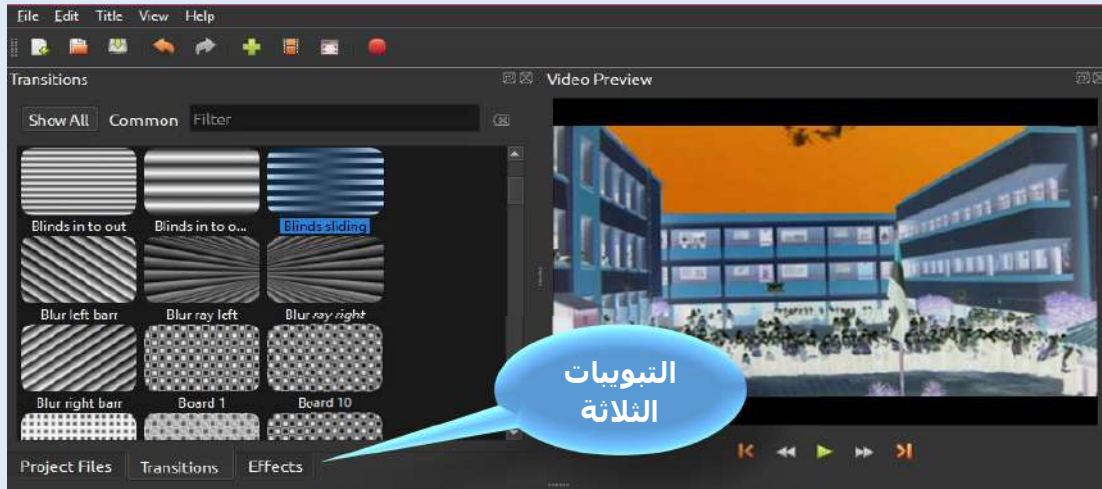 File Edit Title View Help
Transitions
Video Preview
Show All Common Filter
Blinds in to out Blinds in to o... Blinds sliding
Blur left barr Blur ray left Blur ray right
Blur right barr Board 1 Board 10
التبويبات
الثلاثة
Project Files Transitions Effects